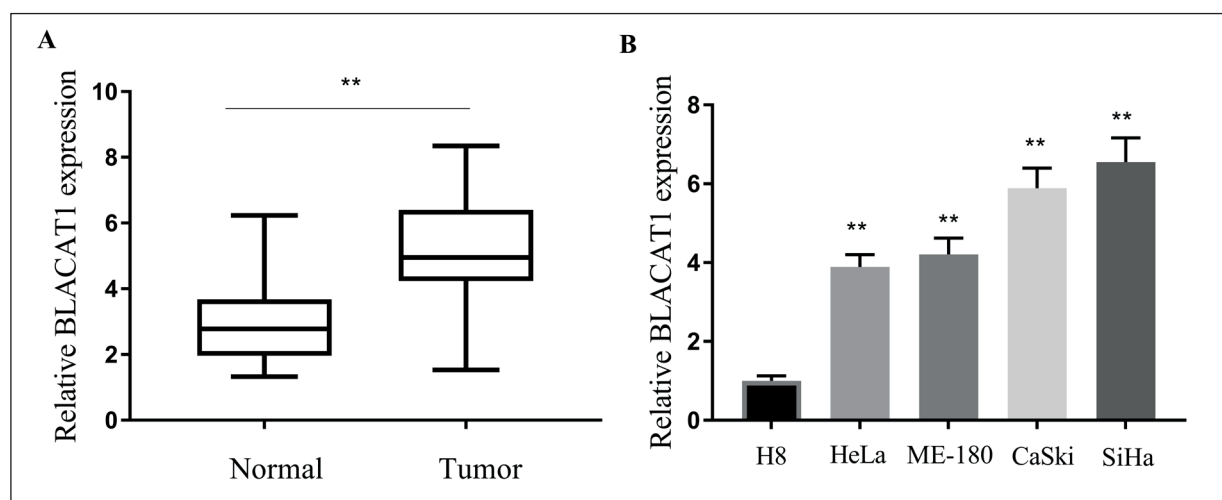 A
Relative BLACAT1 expression
10
8
6
4
2
0
**
Normal Tumor
B
Relative BLACAT1 expression
8
6
4
2
0
**
**
**
**
H8 HeLa ME-180 CaSki SiHa